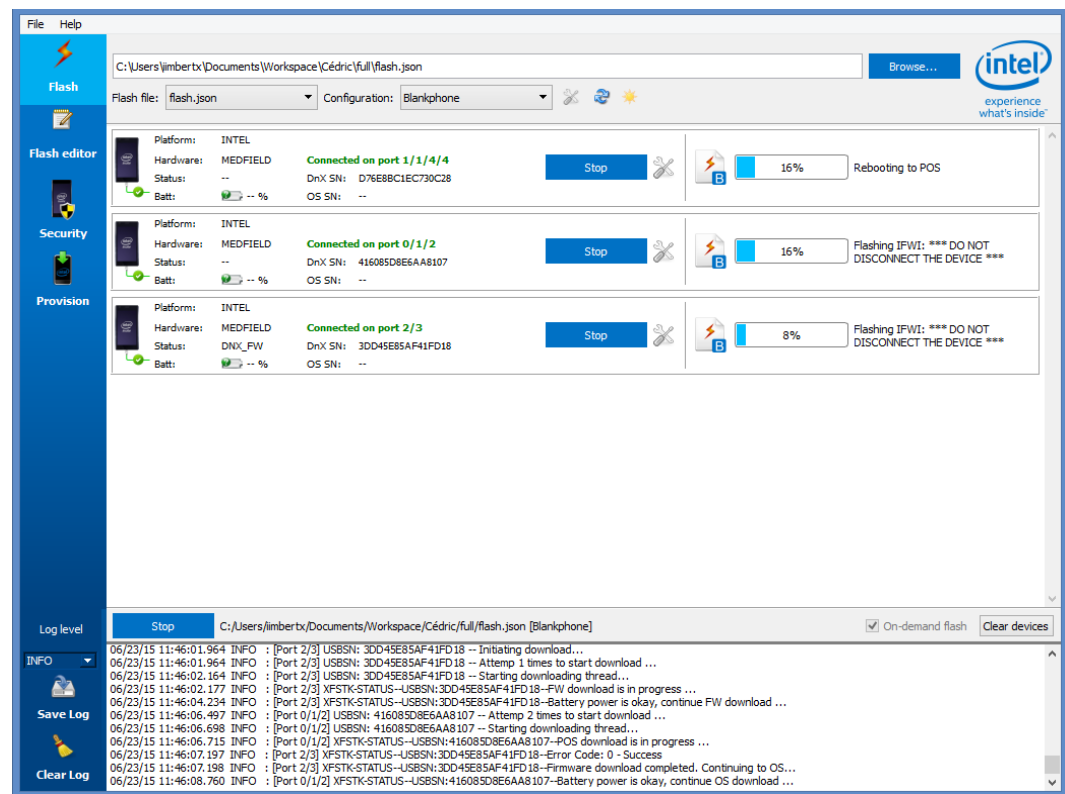 File Help
Flash
Flash editor
Security
Provision
C:\Users\jimbertx\Documents\Workspace\Cédric\full\flash.json
Browse...
intel
experience
what's inside™
Flash file: flash.json Configuration: Blankphone
Platform: INTEL
Hardware: MEDFIELD Connected on port 1/1/4/4
Status: -- DnX SN: D76E8BC1EC730C28
Batt: -- % OS SN: --
Stop
B
16%
Rebooting to POS
Platform: INTEL
Hardware: MEDFIELD Connected on port 0/1/2
Status: -- DnX SN: 416085D8E6AA8107
Batt: -- % OS SN: --
Stop
B
16%
Flashing IFWI: *** DO NOT
DISCONNECT THE DEVICE ***
Platform: INTEL
Hardware: MEDFIELD Connected on port 2/3
Status: DNX_FW DnX SN: 3DD45E85AF41FD18
Batt: -- % OS SN: --
Stop
B
8%
Flashing IFWI: *** DO NOT
DISCONNECT THE DEVICE ***
Stop C:/Users/jimbertx/Documents/Workspace/Cédric/full/flash.json [Blankphone] On-demand flash Clear devices
Log level
INFO
Save Log
Clear Log
06/23/15 11:46:01.964 INFO : [Port 2/3] USBSN: 3DD45E85AF41FD18 -- Initiating download...
06/23/15 11:46:01.964 INFO : [Port 2/3] USBSN: 3DD45E85AF41FD18 -- Attemp 1 times to start download ...
06/23/15 11:46:02.164 INFO : [Port 2/3] USBSN: 3DD45E85AF41FD18 -- Starting downloading thread...
06/23/15 11:46:02.177 INFO : [Port 2/3] XFSTK-STATUS--USBSN:3DD45E85AF41FD18--FW download is in progress ...
06/23/15 11:46:04.234 INFO : [Port 2/3] XFSTK-STATUS--USBSN:3DD45E85AF41FD18--Battery power is okay, continue FW download ...
06/23/15 11:46:06.497 INFO : [Port 0/1/2] USBSN: 416085D8E6AA8107 -- Attemp 2 times to start download ...
06/23/15 11:46:06.698 INFO : [Port 0/1/2] USBSN: 416085D8E6AA8107 -- Starting downloading thread...
06/23/15 11:46:06.715 INFO : [Port 0/1/2] XFSTK-STATUS--USBSN:416085D8E6AA8107--POS download is in progress ...
06/23/15 11:46:07.197 INFO : [Port 2/3] XFSTK-STATUS--USBSN:3DD45E85AF41FD18--Error Code: 0 - Success
06/23/15 11:46:07.198 INFO : [Port 2/3] XFSTK-STATUS--USBSN:3DD45E85AF41FD18--Firmware download completed. Continuing to OS...
06/23/15 11:46:08.760 INFO : [Port 0/1/2] XFSTK-STATUS--USBSN:416085D8E6AA8107--Battery power is okay, continue OS download ...